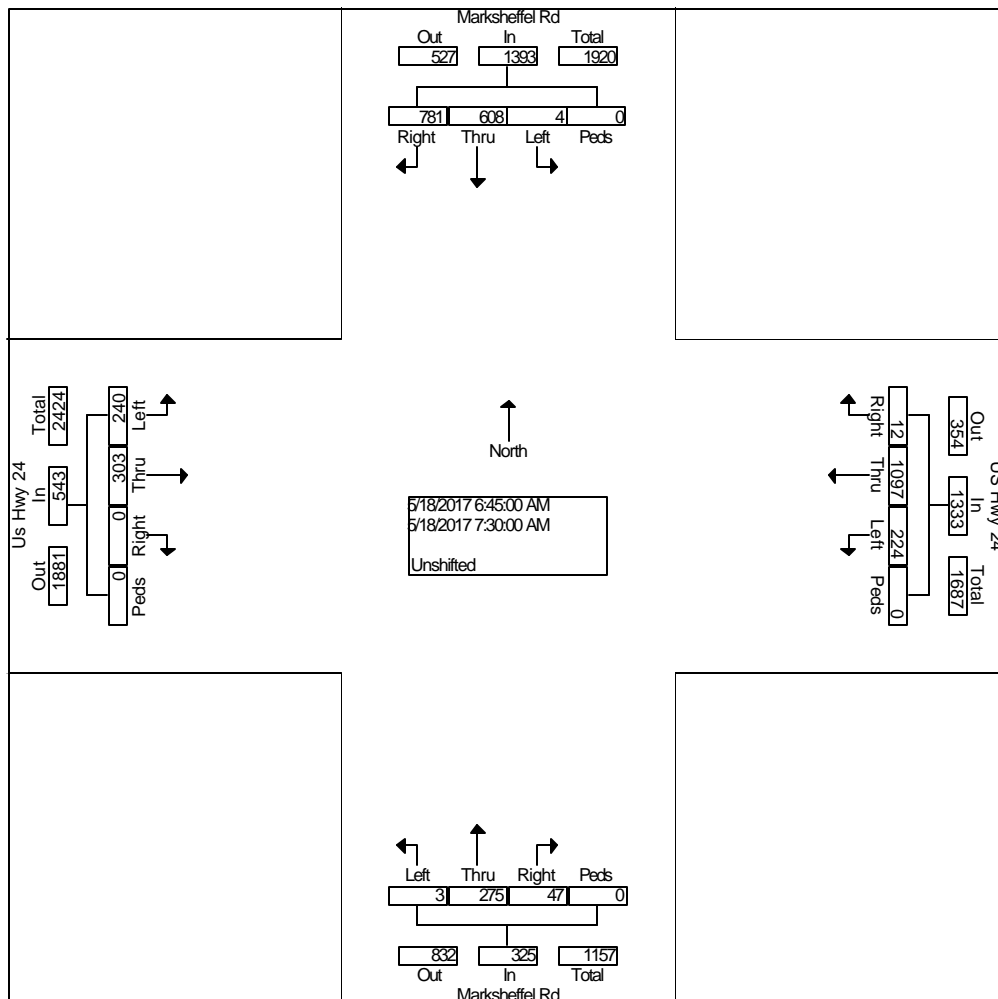 Marksheffel Rd
Out In Total
527 1393 1920
781 608 4 0
Right Thru Left Peds
Us Hwy 24
Total In Out
2424 543 1881
240 303 0 0
Left Thru Right Peds
North
5/18/2017 6:45:00 AM
5/18/2017 7:30:00 AM
Unshifted
Right Thru Left Peds
12 1097 224 0
354 1333 1687
Out In Total
US Hwy 24
Left Thru Right Peds
3 275 47 0
832 325 1157
Out In Total
Marksheffel Rd